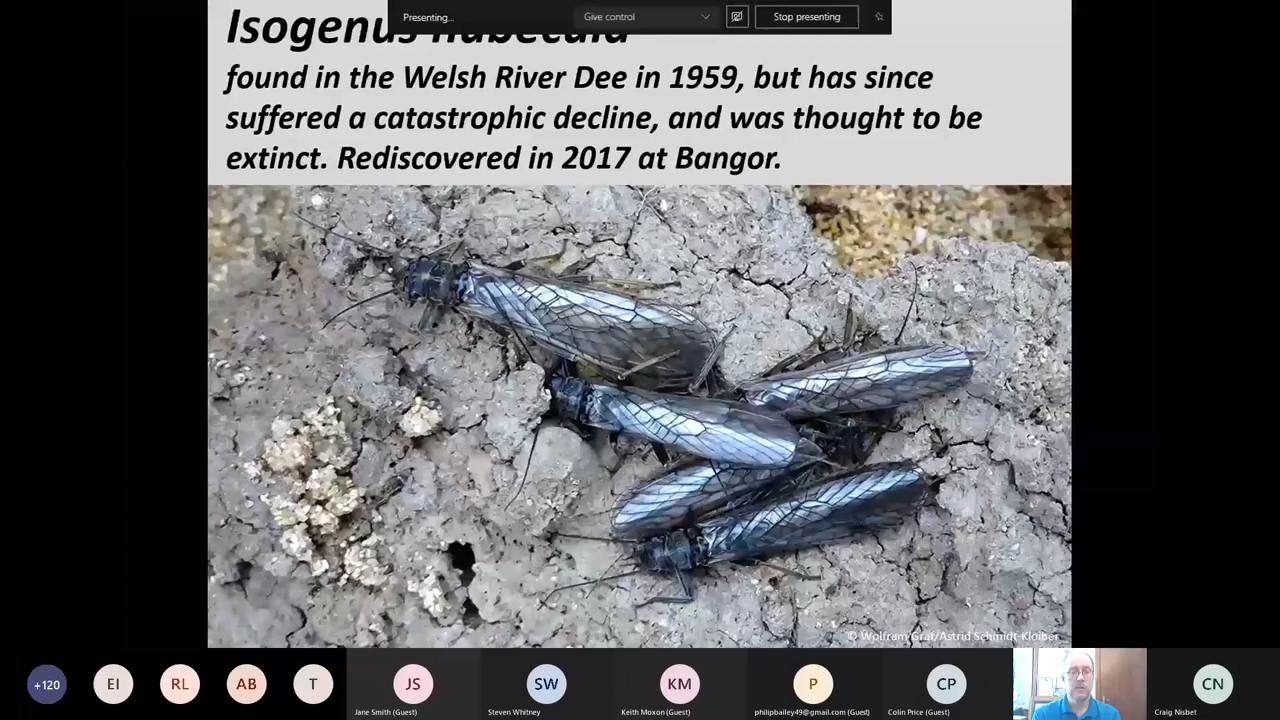 Presenting...
Give control
Stop presenting
Isogenus nubecula
found in the Welsh River Dee in 1959, but has since
suffered a catastrophic decline, and was thought to be
extinct. Rediscovered in 2017 at Bangor.
© Wolfram Graf/Astrid Schmidt-Kloiber
+120
EI
RL
AB
T
JS
SW
KM
P
CP
CN
Jane Smith (Guest)
Steven Whitney
Keith Moxon (Guest)
philipbailey49@gmail.com (Guest)
Colin Price (Guest)
Craig Nisbet